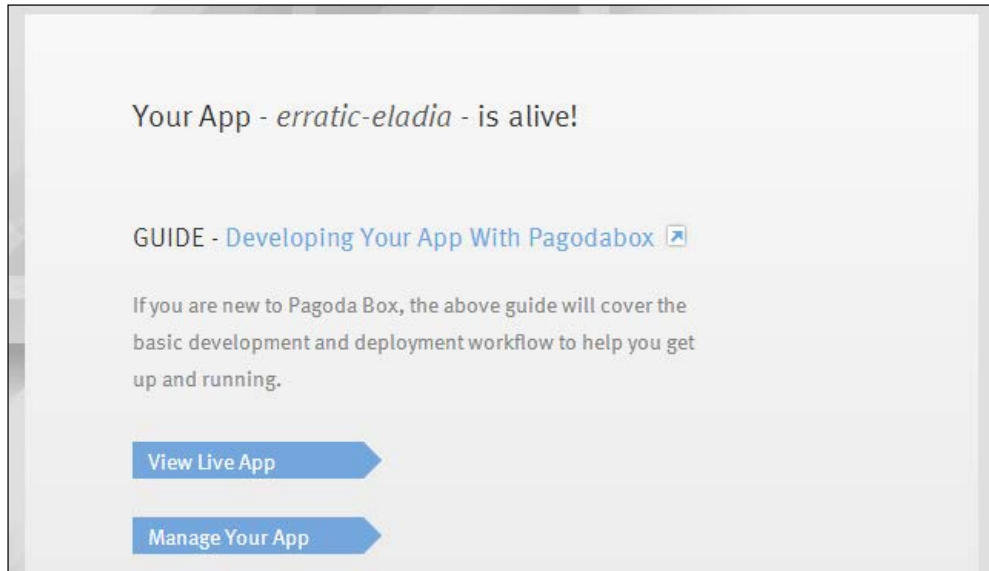 Your App - erratic-eladia - is alive!
GUIDE - Developing Your App With Pagodabox
If you are new to Pagoda Box, the above guide will cover the
basic development and deployment workflow to help you get
up and running.
View Live App
Manage Your App